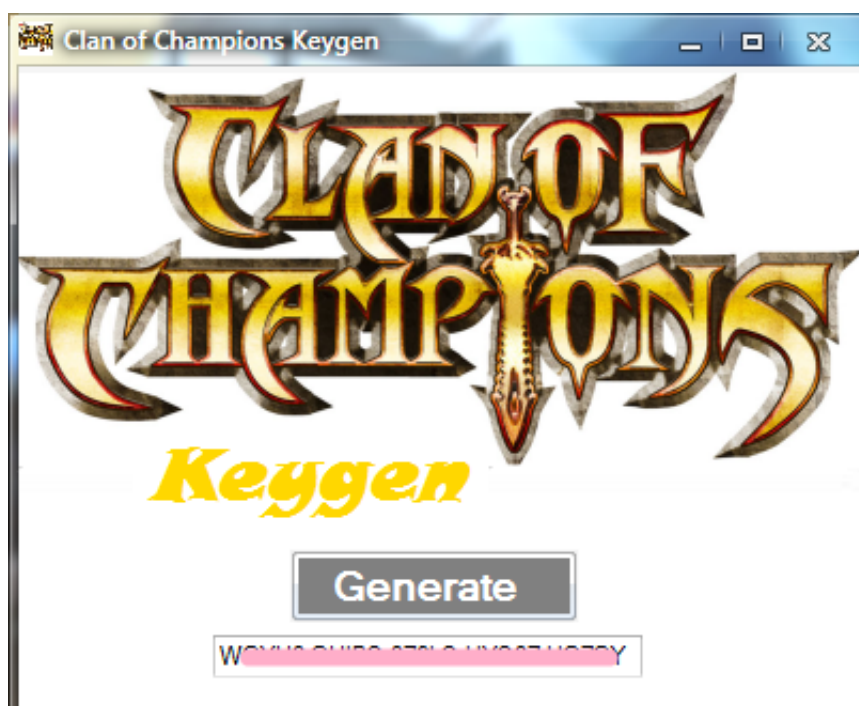 Clan of Champions Keygen
CLAN OF
CHAMPIONS
Keygen
Generate